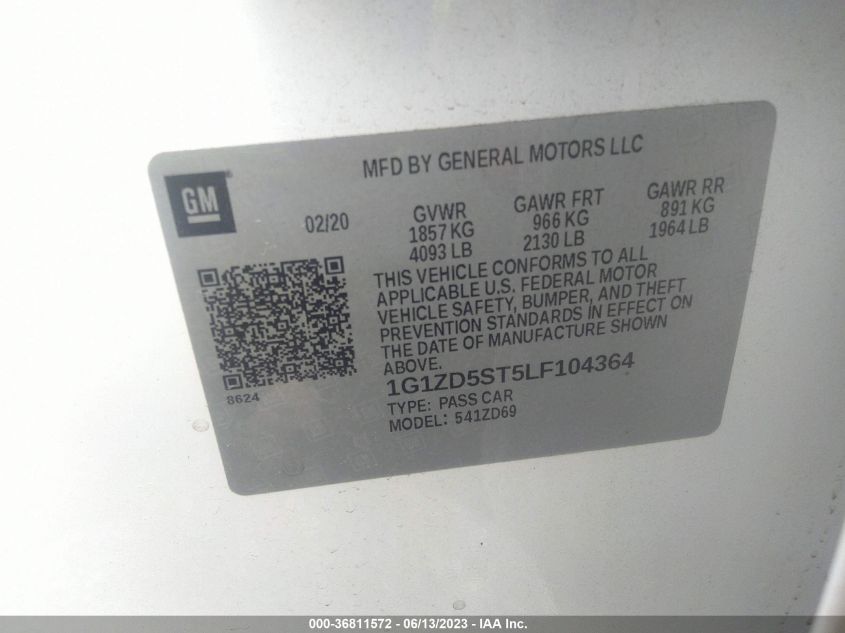 MFD BY GENERAL MOTORS LLC
GM®
02/20
GVWR
1857 KG
4093 LB
GAWR FRT
966 KG
2130 LB
GAWR RR
891 KG
1964 LB
THIS VEHICLE CONFORMS TO ALL
APPLICABLE U.S. FEDERAL MOTOR
VEHICLE SAFETY, BUMPER, AND THEFT
PREVENTION STANDARDS IN EFFECT ON
THE DATE OF MANUFACTURE SHOWN
ABOVE.
8624
1G1ZD5ST5LF104364
TYPE: PASS CAR
MODEL: 541ZD69
000-36811572 - 06/13/2023 - IAAI.com